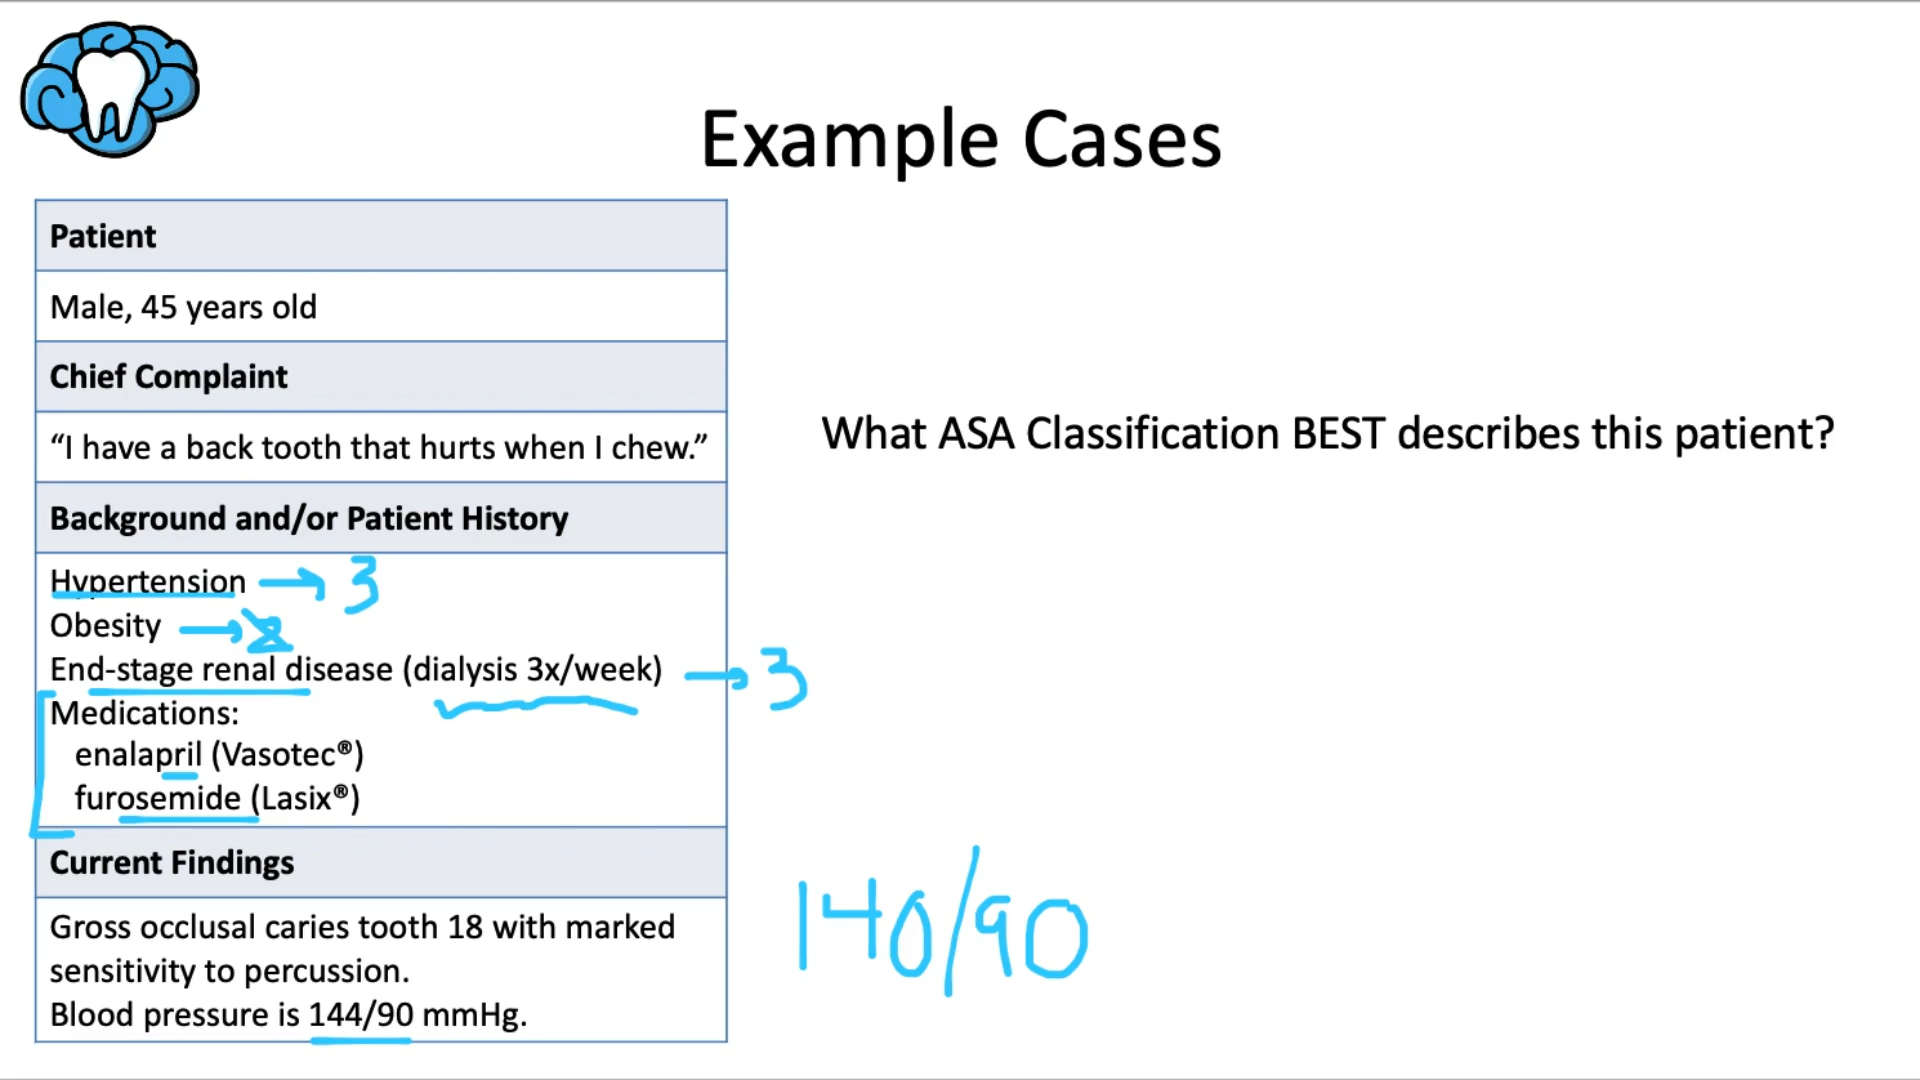 Example Cases
Patient
Male, 45 years old
Chief Complaint
“I have a back tooth that hurts when I chew.”
What ASA Classification BEST describes this patient?
Background and/or Patient History
Hypertension → 3
Obesity →
End-stage renal disease (dialysis 3x/week) → 3
Medications:
enalapril (Vasotec®)
furosemide (Lasix®)
Current Findings
Gross occlusal caries tooth 18 with marked
sensitivity to percussion.
Blood pressure is 144/90 mmHg.
140/90